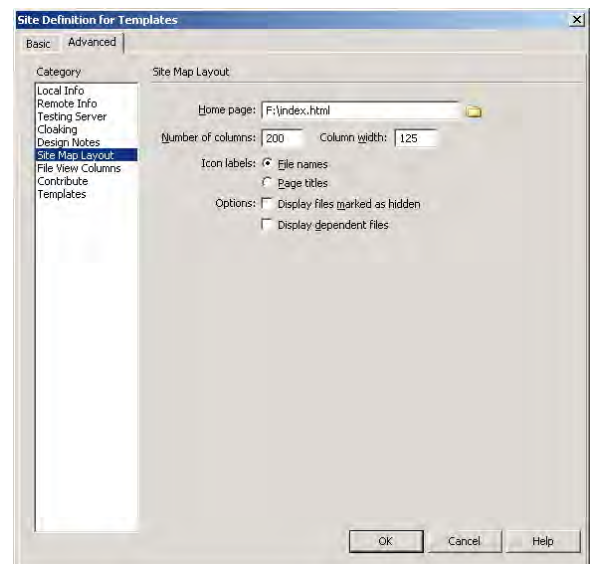 Site Definition for Templates
Basic Advanced
Category
Local Info
Remote Info
Testing Server
Cloaking
Design Notes
Site Map Layout
File View Columns
Contribute
Templates
Site Map Layout
Home page: F:\index.html
Number of columns: 200 Column width: 125
Icon labels: File names
Page titles
Options: Display files marked as hidden
Display dependent files
OK Cancel Help